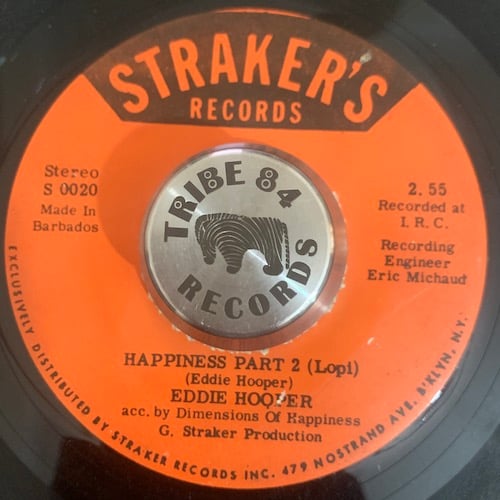 STRAKER'S
RECORDS
Stereo
S 0020
Made In
Barbados
2.55
Recorded at
I.R.C.
Recording
Engineer
Eric Michaud
TRIBE 84
RECORDS
HAPPINESS PART 2 (Lopi)
(Eddie Hooper)
EDDIE HOOPER
acc. by Dimensions Of Happiness
G. Straker Production
EXCLUSIVELY DISTRIBUTED BY STRAKER RECORDS INC. 479 NOSTRAND AVE. B'KLYN, N.Y.